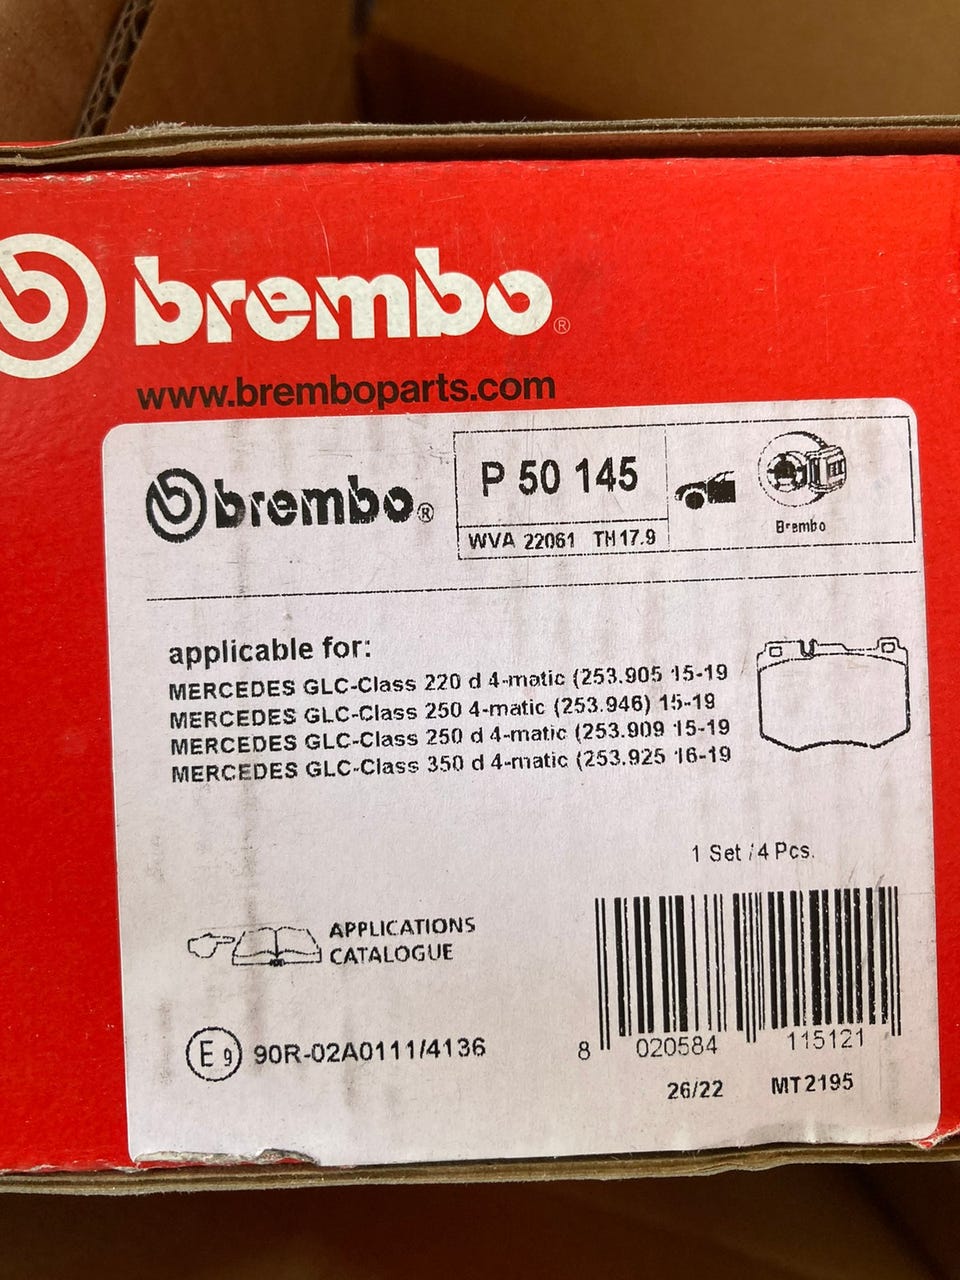 brembo®
www.bremboparts.com
brembo®
P 50 145
WVA 22061 TH17.9
Brembo
applicable for:
MERCEDES GLC-Class 220 d 4-matic (253.905 15-19
MERCEDES GLC-Class 250 4-matic (253.946) 15-19
MERCEDES GLC-Class 250 d 4-matic (253.909 15-19
MERCEDES GLC-Class 350 d 4-matic (253.925 16-19
1 Set / 4 Pcs.
APPLICATIONS
CATALOGUE
E9 90R-02A0111/4136
8 020584 115121
26/22 MT2195